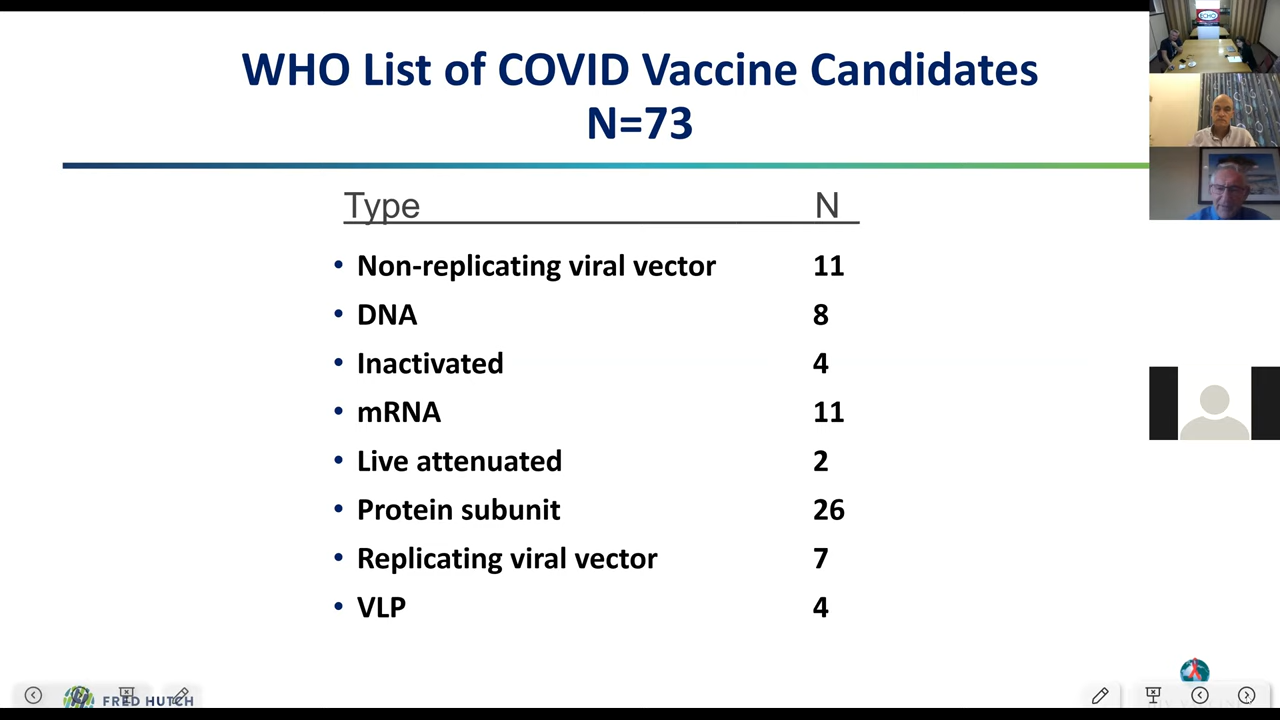 WHO List of COVID Vaccine Candidates
N=73
Type N
• Non-replicating viral vector 11
• DNA 8
• Inactivated 4
• mRNA 11
• Live attenuated 2
• Protein subunit 26
• Replicating viral vector 7
• VLP 4
FRED HUTCH
ECHO